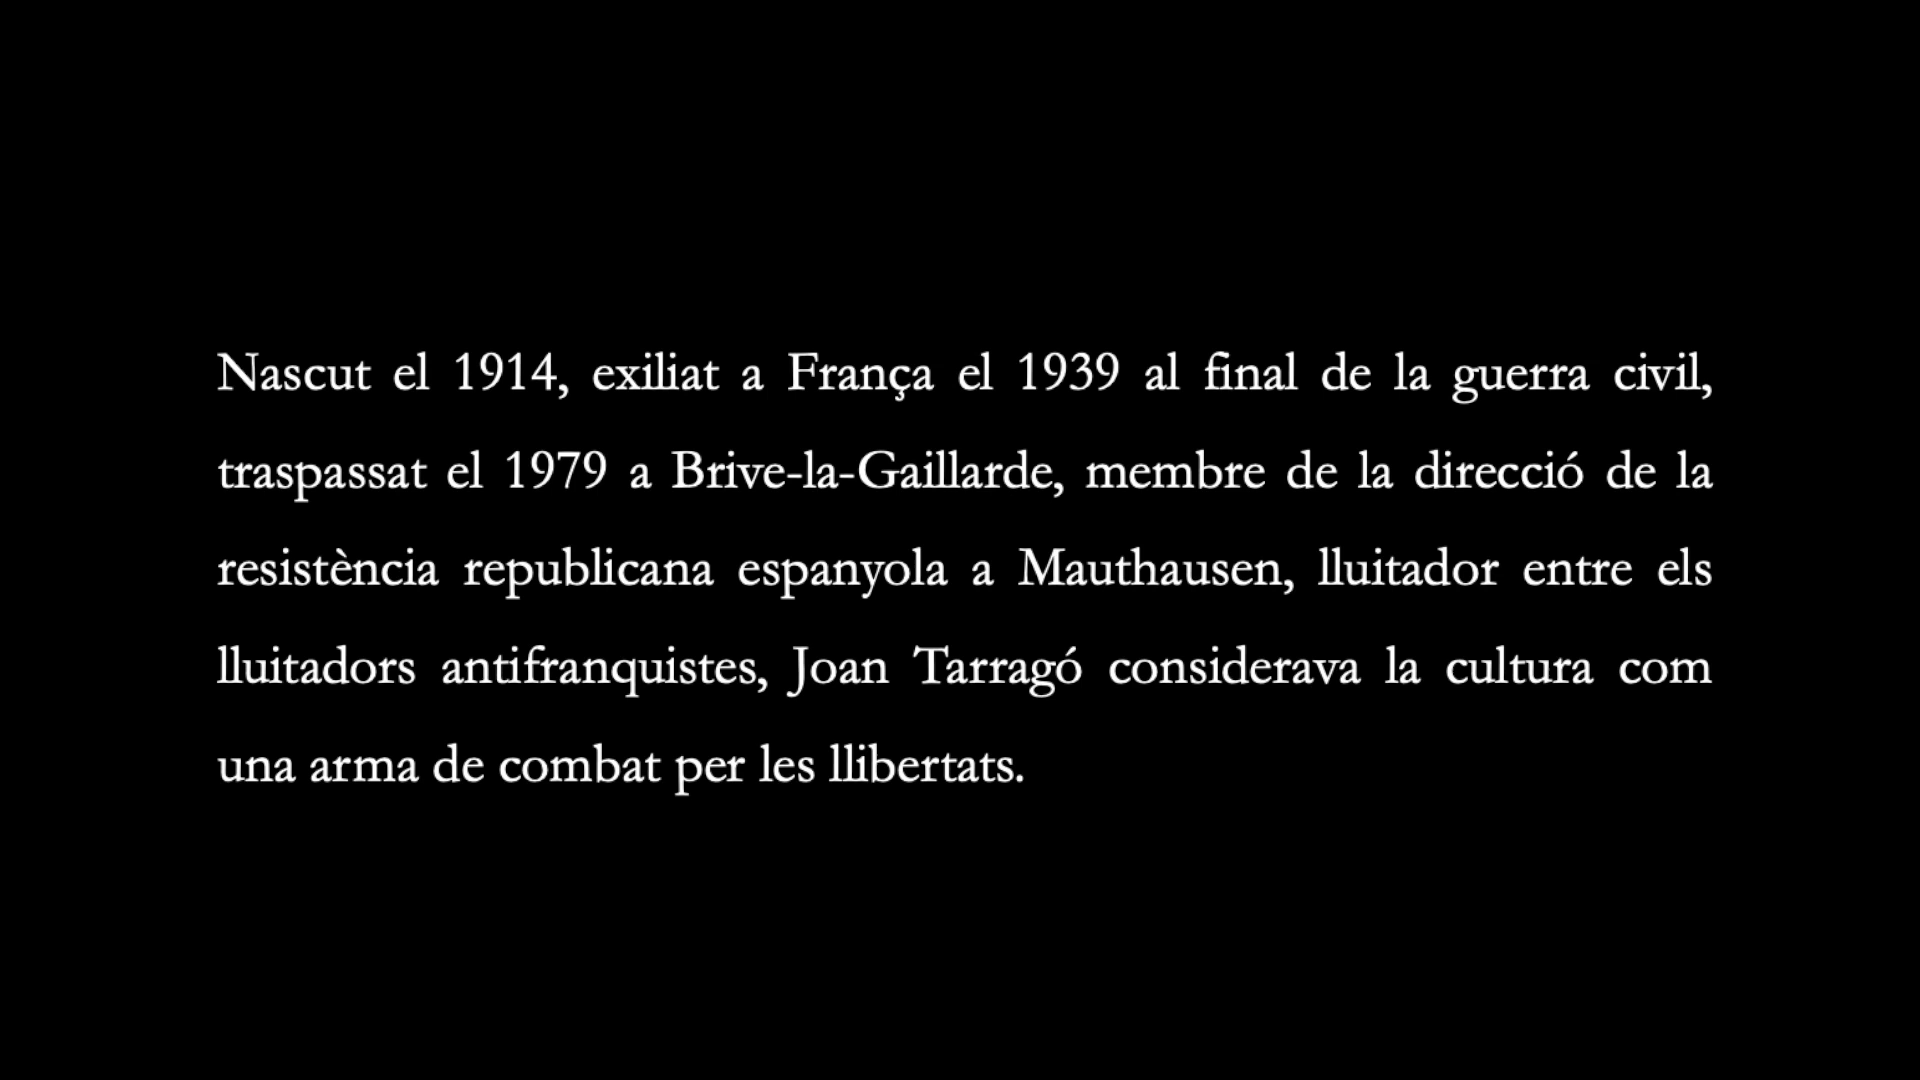 Nascut el 1914, exiliat a França el 1939 al final de la guerra civil,
traspassat el 1979 a Brive-la-Gaillarde, membre de la direcció de la
resistència republicana espanyola a Mauthausen, lluitador entre els
lluitadors antifranquistes, Joan Tarragó considerava la cultura com
una arma de combat per les llibertats.